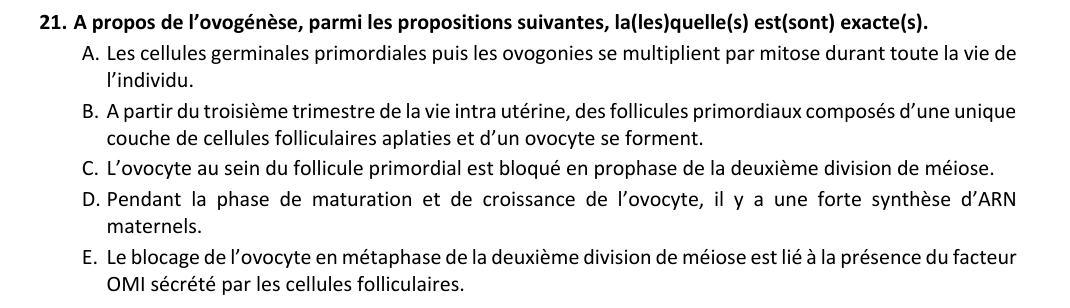 21. A propos de l’ovogénèse, parmi les propositions suivantes, la(les)quelle(s) est(sont) exacte(s).
A. Les cellules germinales primordiales puis les ovogonies se multiplient par mitose durant toute la vie de
l’individu.
B. A partir du troisième trimestre de la vie intra utérine, des follicules primordiaux composés d’une unique
couche de cellules folliculaires aplaties et d’un ovocyte se forment.
C. L’ovocyte au sein du follicule primordial est bloqué en prophase de la deuxième division de méiose.
D. Pendant la phase de maturation et de croissance de l’ovocyte, il y a une forte synthèse d’ARN
maternels.
E. Le blocage de l’ovocyte en métaphase de la deuxième division de méiose est lié à la présence du facteur
OMI sécrété par les cellules folliculaires.